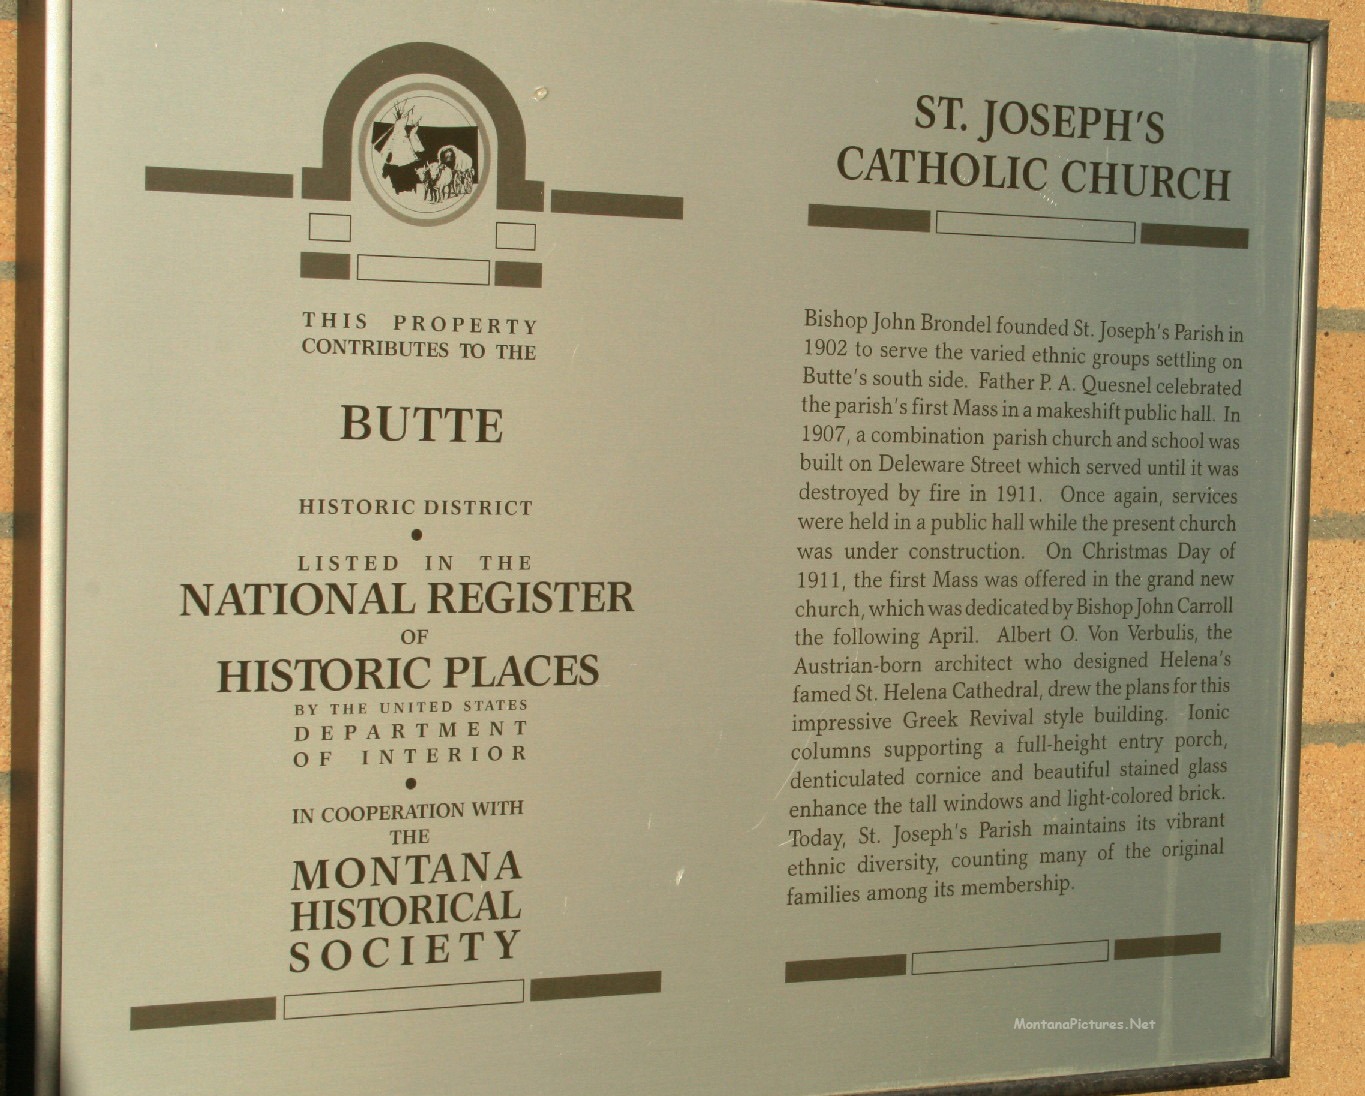 THIS PROPERTY
CONTRIBUTES TO THE
BUTTE
HISTORIC DISTRICT
•
LISTED IN THE
NATIONAL REGISTER
OF
HISTORIC PLACES
BY THE UNITED STATES
DEPARTMENT
OF INTERIOR
•
IN COOPERATION WITH
THE
MONTANA
HISTORICAL
SOCIETY
ST. JOSEPH'S
CATHOLIC CHURCH
Bishop John Brondel founded St. Joseph's Parish in
1902 to serve the varied ethnic groups settling on
Butte's south side. Father P. A. Quesnel celebrated
the parish's first Mass in a makeshift public hall. In
1907, a combination parish church and school was
built on Deleware Street which served until it was
destroyed by fire in 1911. Once again, services
were held in a public hall while the present church
was under construction. On Christmas Day of
1911, the first Mass was offered in the grand new
church, which was dedicated by Bishop John Carroll
the following April. Albert O. Von Verbulis, the
Austrian-born architect who designed Helena's
famed St. Helena Cathedral, drew the plans for this
impressive Greek Revival style building. Ionic
columns supporting a full-height entry porch,
denticulated cornice and beautiful stained glass
enhance the tall windows and light-colored brick.
Today, St. Joseph's Parish maintains its vibrant
ethnic diversity, counting many of the original
families among its membership.
MontanaPictures.Net